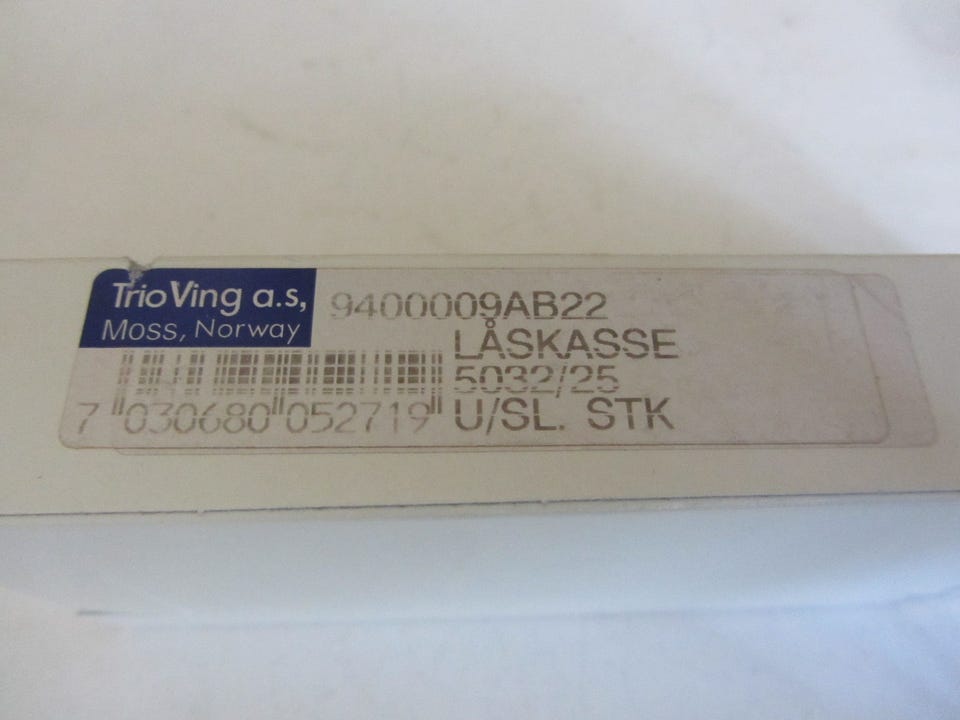 TrioVing a.s,
Moss, Norway
9400009AB22
LÅSKASSE
5032/25
U/SL. STK
7 030680 052719